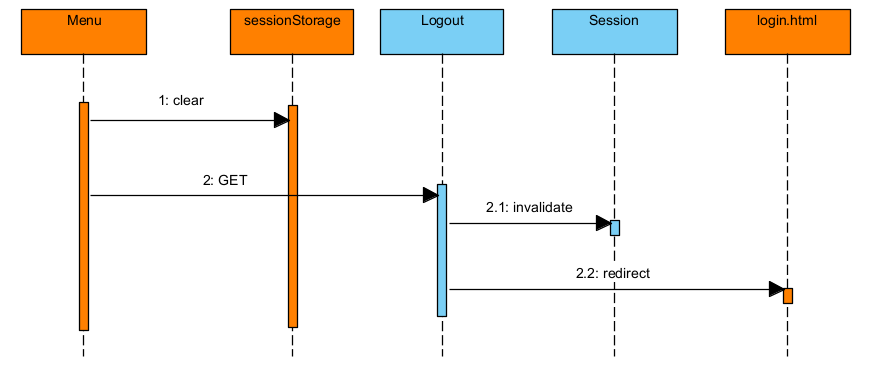 Menu
sessionStorage
Logout
Session
login.html
1: clear
2: GET
2.1: invalidate
2.2: redirect